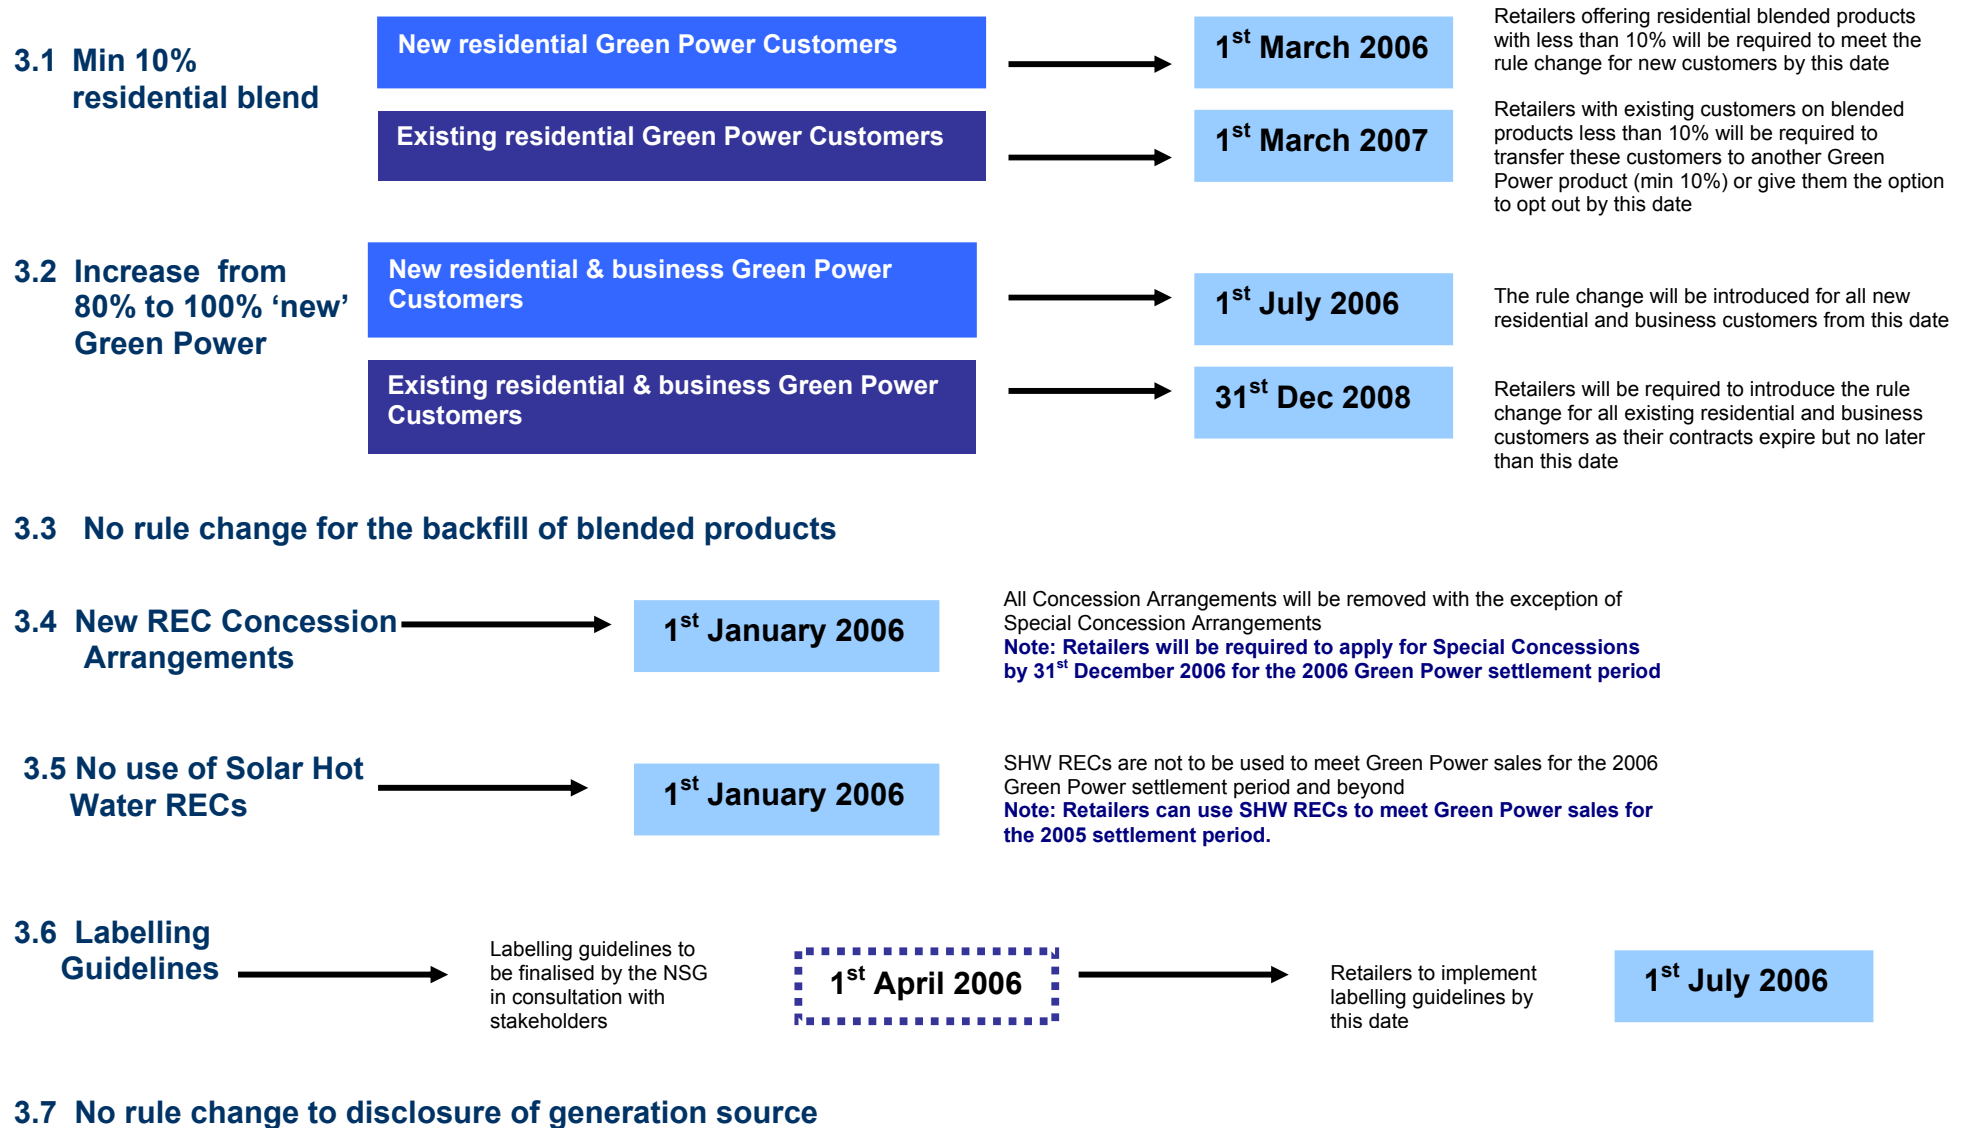 3.1 Min 10%
residential blend
New residential Green Power Customers
1st March 2006
Retailers offering residential blended products
with less than 10% will be required to meet the
rule change for new customers by this date
Existing residential Green Power Customers
1st March 2007
Retailers with existing customers on blended
products less than 10% will be required to
transfer these customers to another Green
Power product (min 10%) or give them the option
to opt out by this date
3.2 Increase from
80% to 100% ‘new’
Green Power
New residential & business Green Power
Customers
1st July 2006
The rule change will be introduced for all new
residential and business customers from this date
Existing residential & business Green Power
Customers
31st Dec 2008
Retailers will be required to introduce the rule
change for all existing residential and business
customers as their contracts expire but no later
than this date
3.3 No rule change for the backfill of blended products
3.4 New REC Concession
Arrangements
1st January 2006
All Concession Arrangements will be removed with the exception of
Special Concession Arrangements
Note: Retailers will be required to apply for Special Concessions
by 31st December 2006 for the 2006 Green Power settlement period
3.5 No use of Solar Hot
Water RECs
1st January 2006
SHW RECs are not to be used to meet Green Power sales for the 2006
Green Power settlement period and beyond
Note: Retailers can use SHW RECs to meet Green Power sales for
the 2005 settlement period.
3.6 Labelling
Guidelines
Labelling guidelines to
be finalised by the NSG
in consultation with
stakeholders
1st April 2006
Retailers to implement
labelling guidelines by
this date
1st July 2006
3.7 No rule change to disclosure of generation source